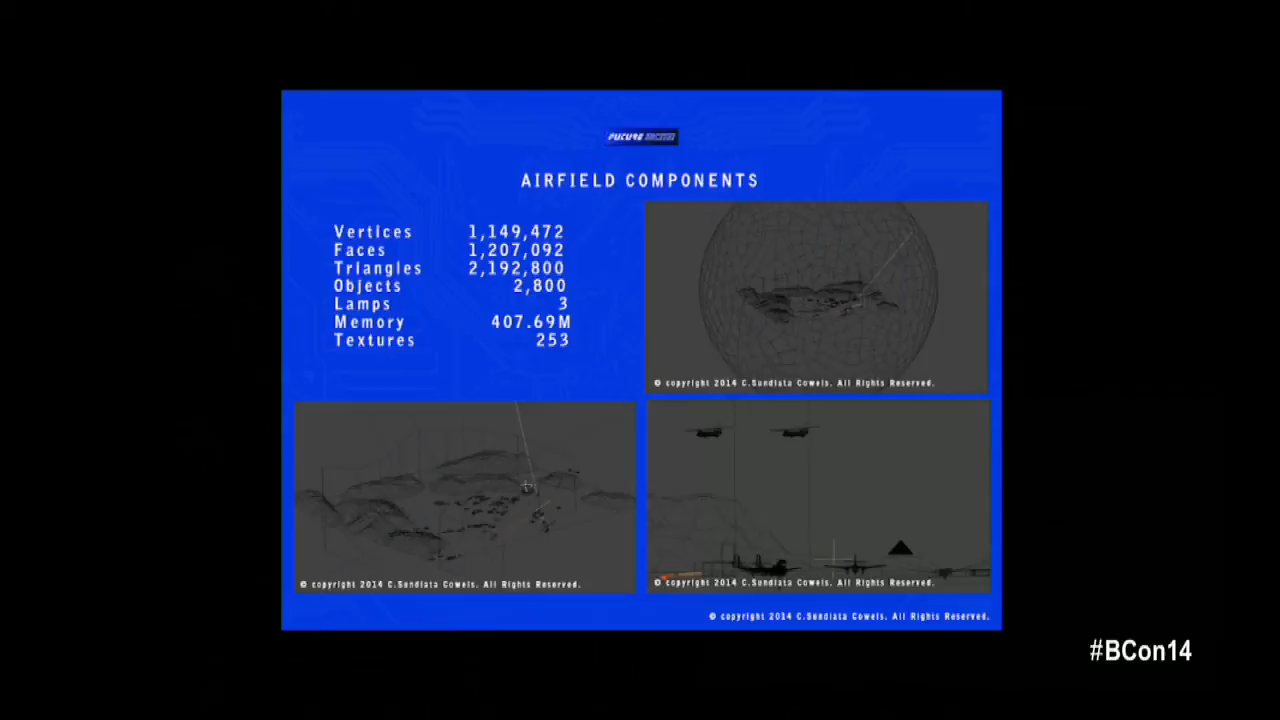 FUTURE
AIRFIELD COMPONENTS
Vertices 1,149,472
Faces 1,207,092
Triangles 2,192,800
Objects 2,800
Lamps 3
Memory 407.69M
Textures 253
© copyright 2014 C.Sundiata Cowels. All Rights Reserved.
© copyright 2014 C.Sundiata Cowels. All Rights Reserved.
© copyright 2014 C.Sundiata Cowels. All Rights Reserved.
© copyright 2014 C.Sundiata Cowels. All Rights Reserved.
#BCon14